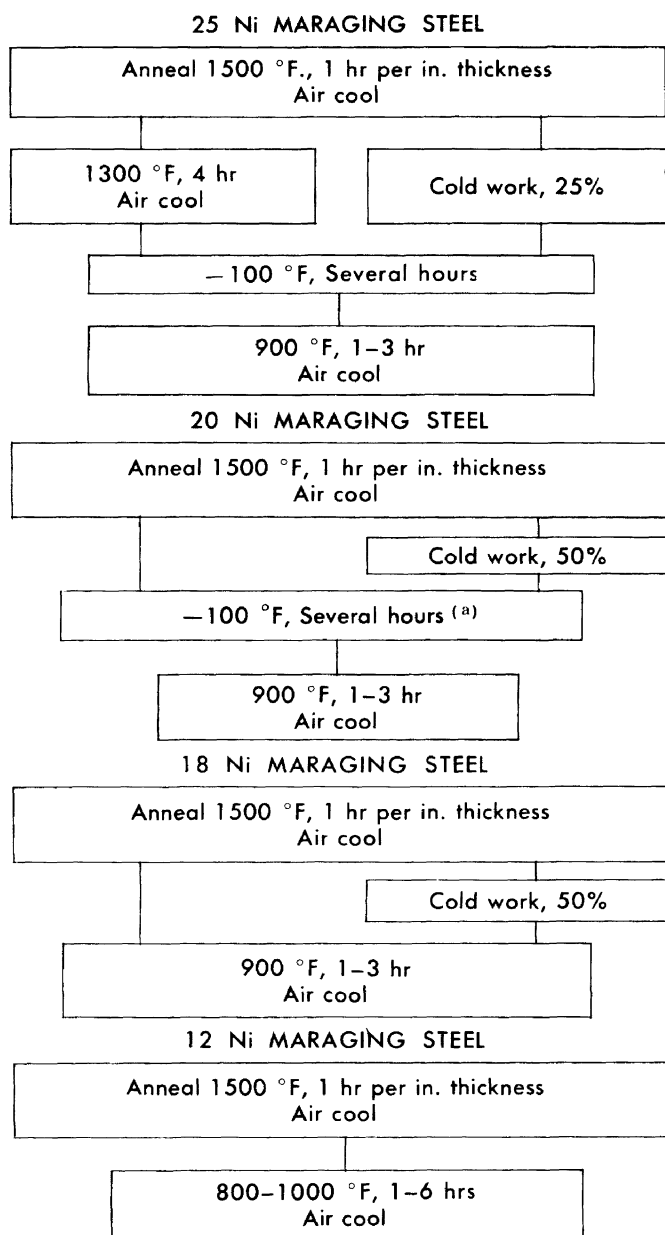 25 Ni MARAGING STEEL
Anneal 1500 °F., 1 hr per in. thickness
Air cool
1300 °F, 4 hr
Air cool
Cold work, 25%
—100 °F, Several hours
900 °F, 1–3 hr
Air cool
20 Ni MARAGING STEEL
Anneal 1500 °F, 1 hr per in. thickness
Air cool
Cold work, 50%
—100 °F, Several hours (a)
900 °F, 1–3 hr
Air cool
18 Ni MARAGING STEEL
Anneal 1500 °F, 1 hr per in. thickness
Air cool
Cold work, 50%
900 °F, 1–3 hr
Air cool
12 Ni MARAGING STEEL
Anneal 1500 °F, 1 hr per in. thickness
Air cool
800–1000 °F, 1–6 hrs
Air cool